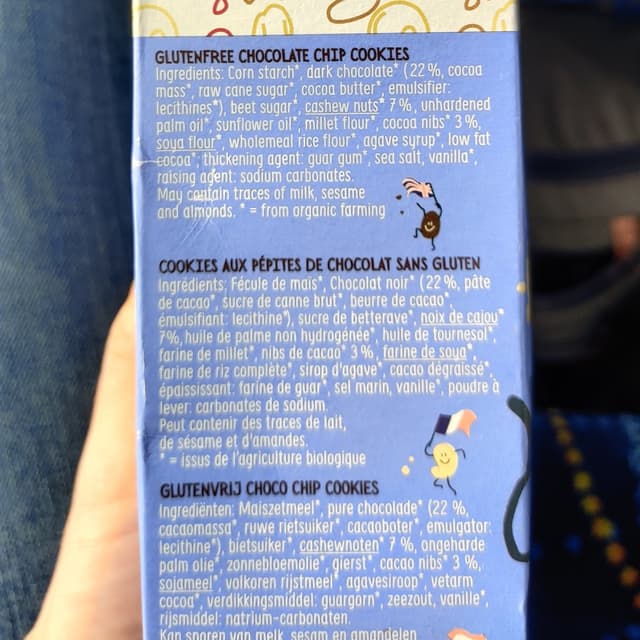 GLUTENFREE CHOCOLATE CHIP COOKIES
Ingredients: Corn starch*, dark chocolate* (22 %, cocoa
mass*, raw cane sugar*, cocoa butter*, emulsifier:
lecithines*), beet sugar*, cashew nuts* 7 %, unhardened
palm oil*, sunflower oil*, millet flour*, cocoa nibs* 3 %,
soya flour*, wholemeal rice flour*, agave syrup*, low fat
cocoa*, thickening agent: guar gum*, sea salt, vanilla*,
raising agent: sodium carbonates.
May contain traces of milk, sesame
and almonds. * = from organic farming
COOKIES AUX PÉPITES DE CHOCOLAT SANS GLUTEN
Ingrédients: Fécule de maïs*, Chocolat noir* (22 %, pâte
de cacao*, sucre de canne brut*, beurre de cacao*,
émulsifiant: lecithine*), sucre de betterave*, noix de cajou*
7%, huile de palme non hydrogénée*, huile de tournesol*,
farine de millet*, nibs de cacao* 3 %, farine de soya*,
farine de riz complète*, sirop d'agave*, cacao dégraissé*,
épaississant: farine de guar*, sel marin, vanille*, poudre à
lever: carbonates de sodium.
Peut contenir des traces de lait,
de sésame et d'amandes.
* = issus de l'agriculture biologique
GLUTENVRIJ CHOCO CHIP COOKIES
Ingrediënten: Maiszetmeel*, pure chocolade* (22 %,
cacaomassa*, ruwe rietsuiker*, cacaoboter*, emulgator:
lecithine*), bietsuiker*, cashewnoten* 7 %, ongeharde
palm olie*, zonnebloemolie*, gierst*, cacao nibs* 3 %,
sojameel*, volkoren rijstmeel*, agavesiroop*, vetarm
cocoa*, verdikkingsmiddel: guargom*, zeezout, vanille*,
rijsmiddel: natrium-carbonaten.
Kan sporen van melk, sesam en amandelen